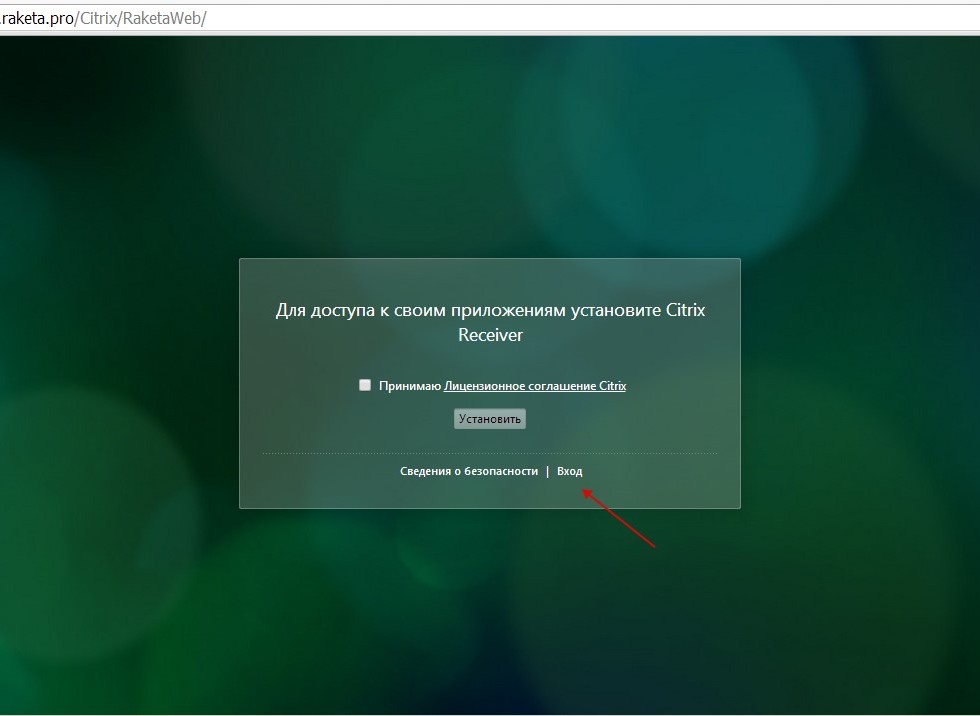 .raketa.pro/Citrix/RaketaWeb/
Для доступа к своим приложениям установите Citrix
Receiver
Принимаю Лицензионное соглашение Citrix
Установить
Сведения о безопасности | Вход